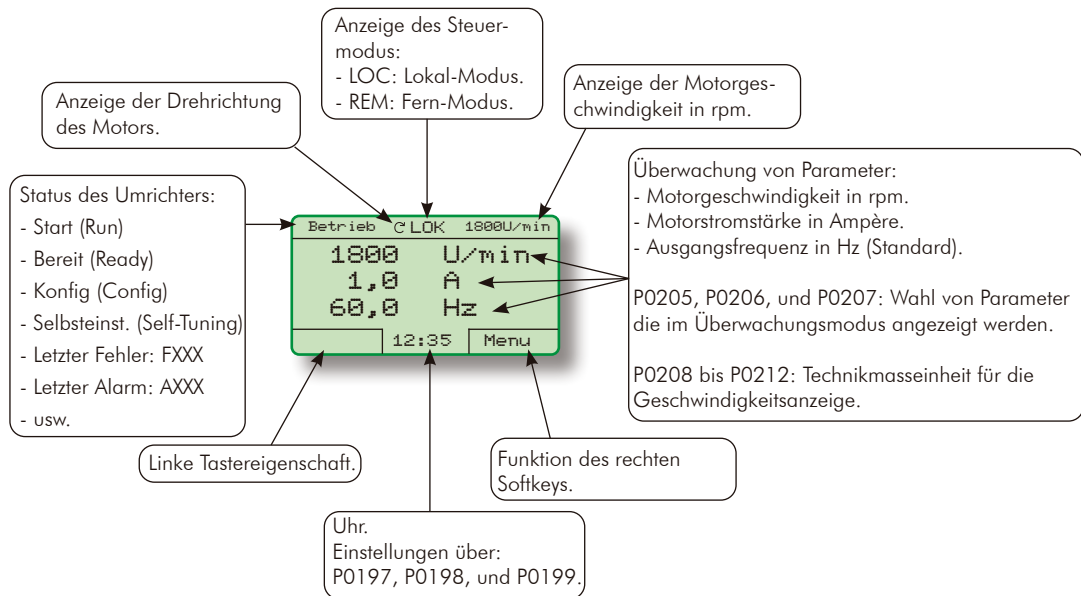 Anzeige des Steuer-
modus:
- LOC: Lokal-Modus.
- REM: Fern-Modus.
Anzeige der Motorges-
chwindigkeit in rpm.
Anzeige der Drehrichtung
des Motors.
Status des Umrichters:
- Start (Run)
- Bereit (Ready)
- Konfig (Config)
- Selbsteinst. (Self-Tuning)
- Letzter Fehler: FXXX
- Letzter Alarm: AXXX
- usw.
Betrieb LOK 1800U/min
1800 U/min
1,0 A
60,0 Hz
12:35 Menu
Überwachung von Parameter:
- Motorgeschwindigkeit in rpm.
- Motorstromstärke in Ampère.
- Ausgangsfrequenz in Hz (Standard).
P0205, P0206, und P0207: Wahl von Parameter
die im Überwachungsmodus angezeigt werden.
P0208 bis P0212: Technikmasseinheit für die
Geschwindigkeitsanzeige.
Linke Tastereigenschaft.
Funktion des rechten
Softkeys.
Uhr.
Einstellungen über:
P0197, P0198, und P0199.